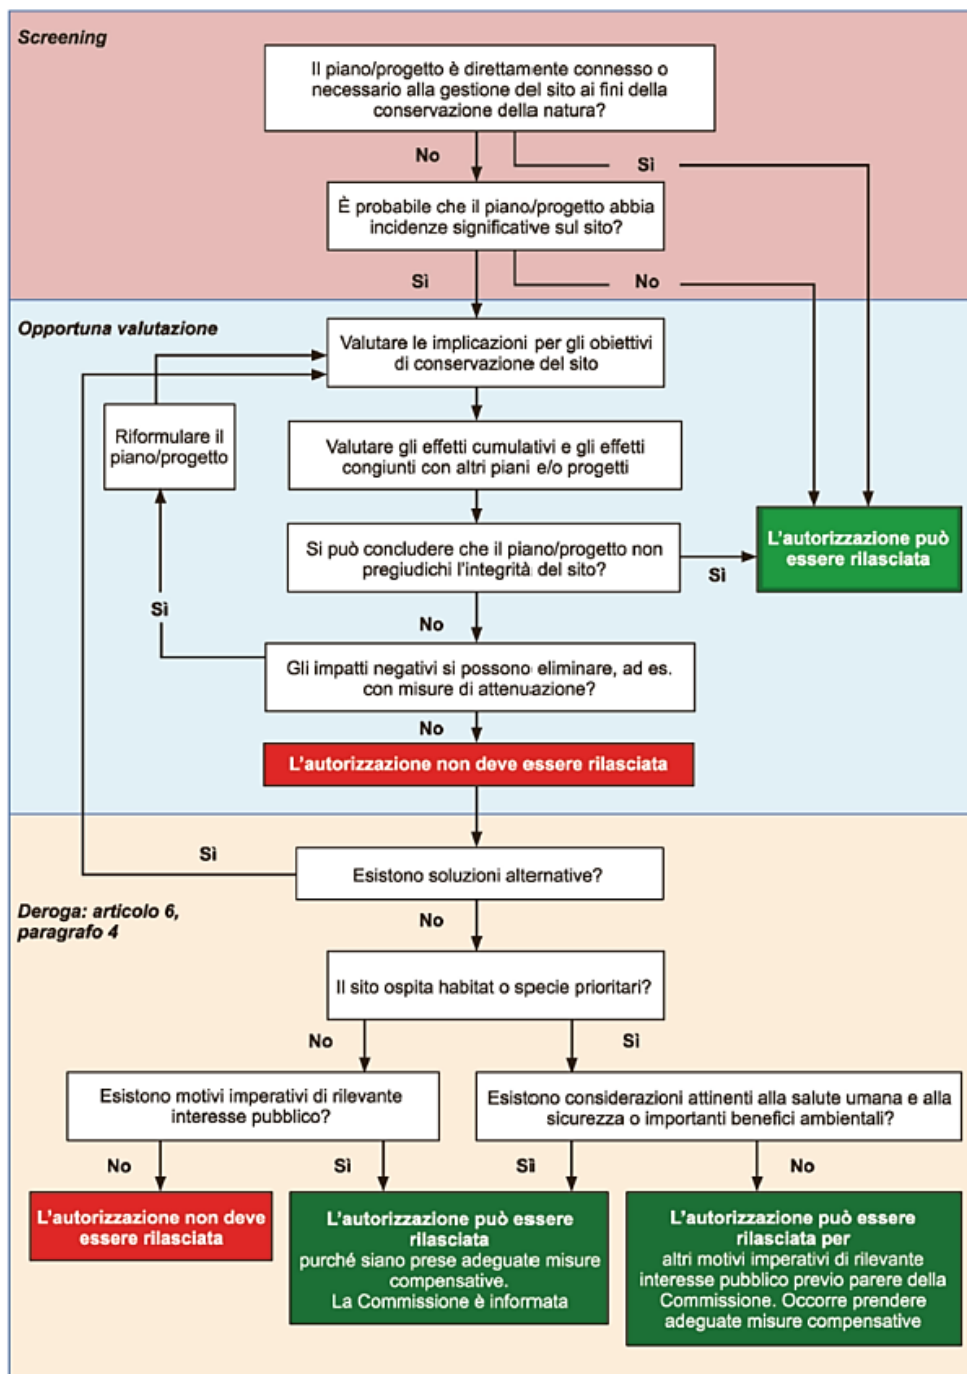 Screening
Il piano/progetto è direttamente connesso o
necessario alla gestione del sito ai fini della
conservazione della natura?
No
Sì
È probabile che il piano/progetto abbia
incidenze significative sul sito?
Sì
No
Opportuna valutazione
Valutare le implicazioni per gli obiettivi
di conservazione del sito
Riformulare il
piano/progetto
Valutare gli effetti cumulativi e gli effetti
congiunti con altri piani e/o progetti
L'autorizzazione può
essere rilasciata
Si può concludere che il piano/progetto non
pregiudichi l'integrità del sito?
Sì
Sì
No
Gli impatti negativi si possono eliminare, ad es.
con misure di attenuazione?
No
L'autorizzazione non deve essere rilasciata
Sì
Esistono soluzioni alternative?
Deroga: articolo 6,
paragrafo 4
No
Il sito ospita habitat o specie prioritari?
No
Sì
Esistono motivi imperativi di rilevante
interesse pubblico?
Esistono considerazioni attinenti alla salute umana e alla
sicurezza o importanti benefici ambientali?
No
Sì
Sì
No
L'autorizzazione non deve
essere rilasciata
L'autorizzazione può essere
rilasciata
purché siano prese adeguate misure
compensative.
La Commissione è informata
L'autorizzazione può essere
rilasciata per
altri motivi imperativi di rilevante
interesse pubblico previo parere della
Commissione. Occorre prendere
adeguate misure compensative